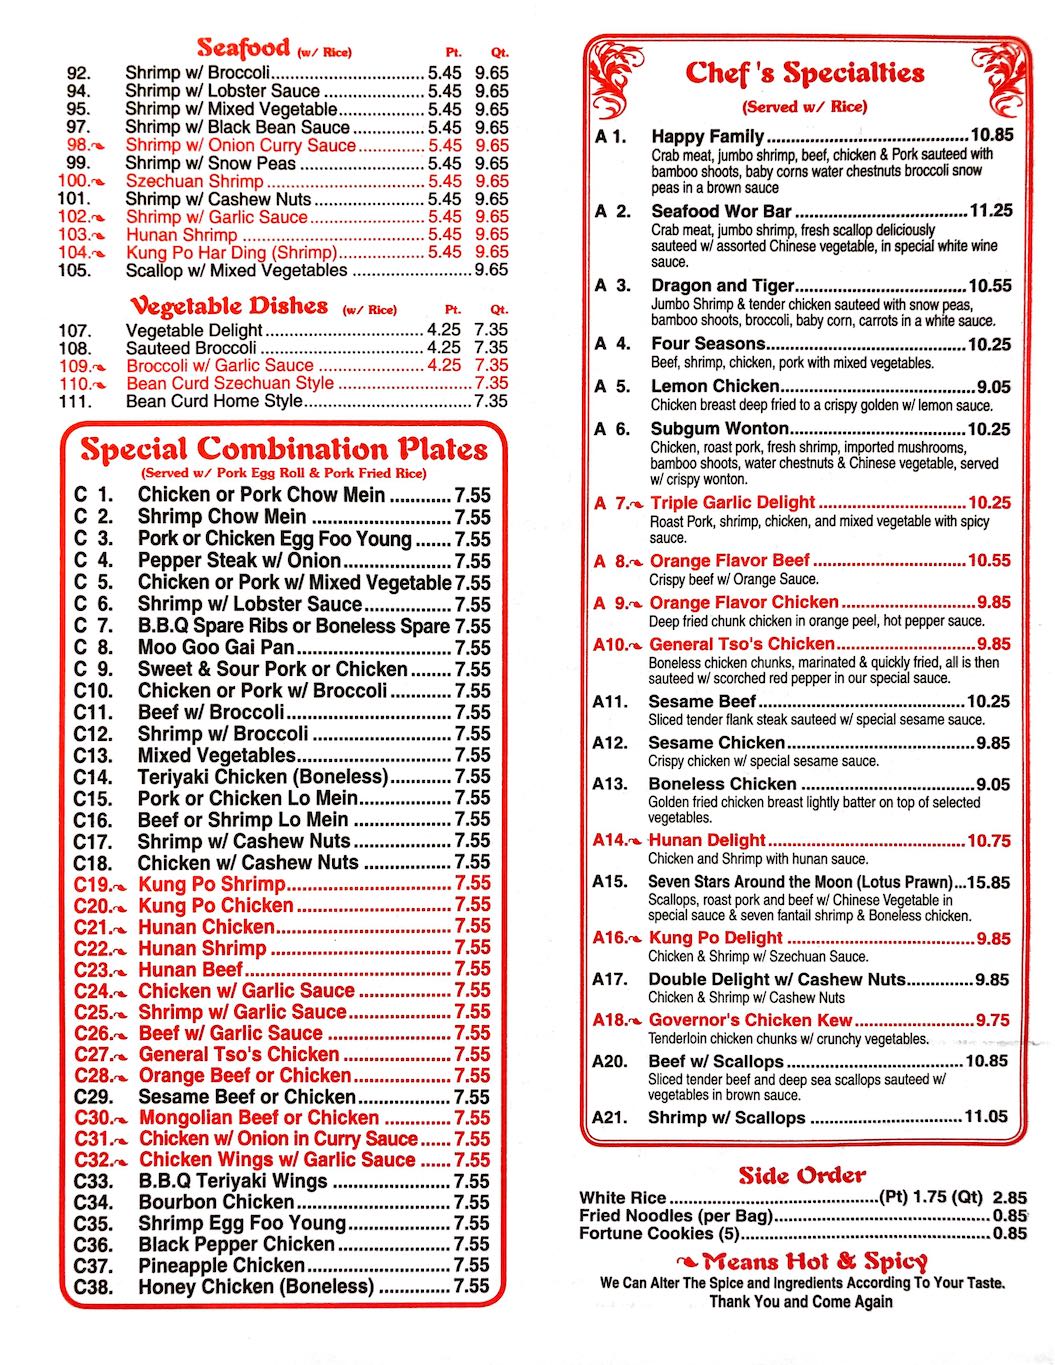 Seafood (w/ Rice) Pt. Qt.
92. Shrimp w/ Broccoli................................ 5.45 9.65
94. Shrimp w/ Lobster Sauce ..................... 5.45 9.65
95. Shrimp w/ Mixed Vegetable.................. 5.45 9.65
97. Shrimp w/ Black Bean Sauce ............... 5.45 9.65
98. Shrimp w/ Onion Curry Sauce.............. 5.45 9.65
99. Shrimp w/ Snow Peas .......................... 5.45 9.65
100. Szechuan Shrimp ................................. 5.45 9.65
101. Shrimp w/ Cashew Nuts ....................... 5.45 9.65
102. Shrimp w/ Garlic Sauce........................ 5.45 9.65
103. Hunan Shrimp ...................................... 5.45 9.65
104. Kung Po Har Ding (Shrimp).................. 5.45 9.65
105. Scallop w/ Mixed Vegetables ......................... 9.65
Vegetable Dishes (w/ Rice) Pt. Qt.
107. Vegetable Delight................................. 4.25 7.35
108. Sauteed Broccoli .................................. 4.25 7.35
109. Broccoli w/ Garlic Sauce ...................... 4.25 7.35
110. Bean Curd Szechuan Style ............................ 7.35
111. Bean Curd Home Style................................... 7.35
Special Combination Plates
(Served w/ Pork Egg Roll & Pork Fried Rice)
C 1. Chicken or Pork Chow Mein ............ 7.55
C 2. Shrimp Chow Mein ........................... 7.55
C 3. Pork or Chicken Egg Foo Young ....... 7.55
C 4. Pepper Steak w/ Onion..................... 7.55
C 5. Chicken or Pork w/ Mixed Vegetable 7.55
C 6. Shrimp w/ Lobster Sauce................. 7.55
C 7. B.B.Q Spare Ribs or Boneless Spare 7.55
C 8. Moo Goo Gai Pan.............................. 7.55
C 9. Sweet & Sour Pork or Chicken ........ 7.55
C10. Chicken or Pork w/ Broccoli............ 7.55
C11. Beef w/ Broccoli................................ 7.55
C12. Shrimp w/ Broccoli ........................... 7.55
C13. Mixed Vegetables.............................. 7.55
C14. Teriyaki Chicken (Boneless)............ 7.55
C15. Pork or Chicken Lo Mein.................. 7.55
C16. Beef or Shrimp Lo Mein ................... 7.55
C17. Shrimp w/ Cashew Nuts................... 7.55
C18. Chicken w/ Cashew Nuts ................. 7.55
C19. Kung Po Shrimp................................ 7.55
C20. Kung Po Chicken .............................. 7.55
C21. Hunan Chicken.................................. 7.55
C22. Hunan Shrimp ................................... 7.55
C23. Hunan Beef........................................ 7.55
C24. Chicken w/ Garlic Sauce .................. 7.55
C25. Shrimp w/ Garlic Sauce.................... 7.55
C26. Beef w/ Garlic Sauce ........................ 7.55
C27. General Tso's Chicken ..................... 7.55
C28. Orange Beef or Chicken................... 7.55
C29. Sesame Beef or Chicken.................. 7.55
C30. Mongolian Beef or Chicken ............. 7.55
C31. Chicken w/ Onion in Curry Sauce...... 7.55
C32. Chicken Wings w/ Garlic Sauce ...... 7.55
C33. B.B.Q Teriyaki Wings ....................... 7.55
C34. Bourbon Chicken.............................. 7.55
C35. Shrimp Egg Foo Young.................... 7.55
C36. Black Pepper Chicken...................... 7.55
C37. Pineapple Chicken............................ 7.55
C38. Honey Chicken (Boneless) .............. 7.55
Chef's Specialties
(Served w/ Rice)
A 1. Happy Family.......................................... 10.85
Crab meat, jumbo shrimp, beef, chicken & Pork sauteed with
bamboo shoots, baby corns water chestnuts broccoli snow
peas in a brown sauce
A 2. Seafood Wor Bar .................................... 11.25
Crab meat, jumbo shrimp, fresh scallop deliciously
sauteed w/ assorted Chinese vegetable, in special white wine
sauce.
A 3. Dragon and Tiger.................................... 10.55
Jumbo Shrimp & tender chicken sauteed with snow peas,
bamboo shoots, broccoli, baby corn, carrots in a white sauce.
A 4. Four Seasons.......................................... 10.25
Beef, shrimp, chicken, pork with mixed vegetables.
A 5. Lemon Chicken......................................... 9.05
Chicken breast deep fried to a crispy golden w/ lemon sauce.
A 6. Subgum Wonton..................................... 10.25
Chicken, roast pork, fresh shrimp, imported mushrooms,
bamboo shoots, water chestnuts & Chinese vegetable, served
w/ crispy wonton.
A 7. Triple Garlic Delight ............................... 10.25
Roast Pork, shrimp, chicken, and mixed vegetable with spicy
sauce.
A 8. Orange Flavor Beef ................................ 10.55
Crispy beef w/ Orange Sauce.
A 9. Orange Flavor Chicken ............................ 9.85
Deep fried chunk chicken in orange peel, hot pepper sauce.
A10. General Tso's Chicken............................. 9.85
Boneless chicken chunks, marinated & quickly fried, all is then
sauteed w/ scorched red pepper in our special sauce.
A11. Sesame Beef........................................... 10.25
Sliced tender flank steak sauteed w/ special sesame sauce.
A12. Sesame Chicken....................................... 9.85
Crispy chicken w/ special sesame sauce.
A13. Boneless Chicken .................................... 9.05
Golden fried chicken breast lightly batter on top of selected
vegetables.
A14. Hunan Delight......................................... 10.75
Chicken and Shrimp with hunan sauce.
A15. Seven Stars Around the Moon (Lotus Prawn)...15.85
Scallops, roast pork and beef w/ Chinese Vegetable in
special sauce & seven fantail shrimp & Boneless chicken.
A16. Kung Po Delight ....................................... 9.85
Chicken & Shrimp w/ Szechuan Sauce.
A17. Double Delight w/ Cashew Nuts.............. 9.85
Chicken & Shrimp w/ Cashew Nuts
A18. Governor's Chicken Kew ......................... 9.75
Tenderloin chicken chunks w/ crunchy vegetables.
A20. Beef w/ Scallops ..................................... 10.85
Sliced tender beef and deep sea scallops sauteed w/
vegetables in brown sauce.
A21. Shrimp w/ Scallops ................................ 11.05
Side Order
White Rice ............................................(Pt) 1.75 (Qt) 2.85
Fried Noodles (per Bag)............................................. 0.85
Fortune Cookies (5).................................................... 0.85
Means Hot & Spicy
We Can Alter The Spice and Ingredients According To Your Taste.
Thank You and Come Again